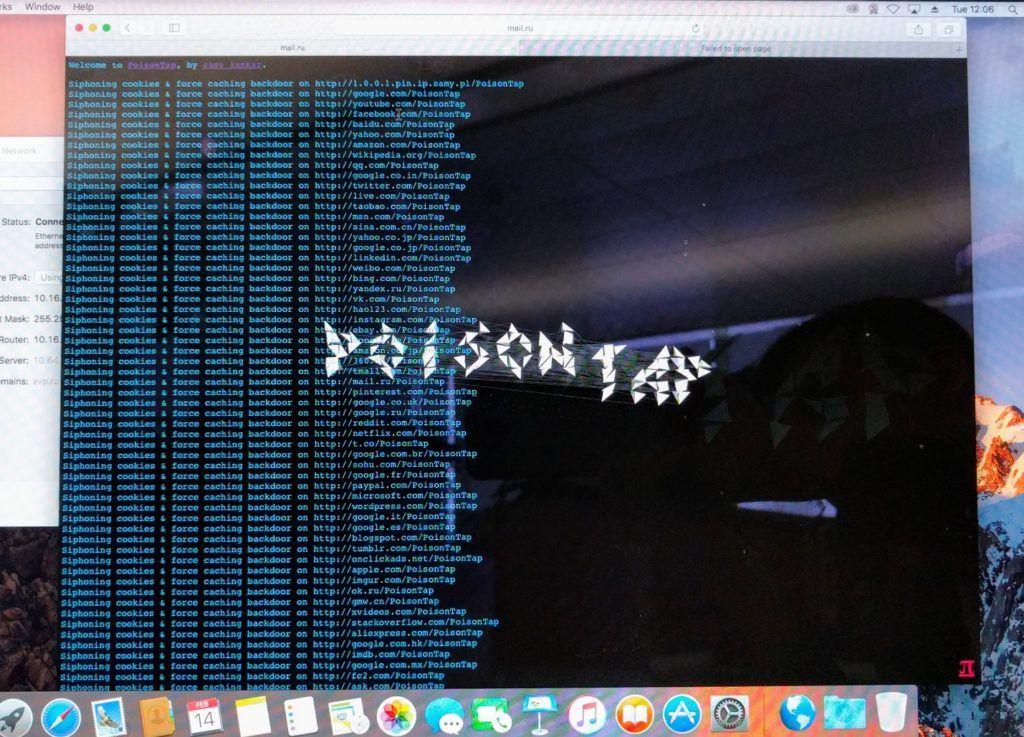 rks Window Help Tue 12:06
mail.ru
mail.ru Failed to open page
Welcome to PoisonTap, by samy kamkar.
Siphoning cookies & force caching backdoor on http://1.0.0.1.pin.ip.samy.pl/PoisonTap
Siphoning cookies & force caching backdoor on http://google.com/PoisonTap
Siphoning cookies & force caching backdoor on http://youtube.com/PoisonTap
Siphoning cookies & force caching backdoor on http://facebook.com/PoisonTap
Siphoning cookies & force caching backdoor on http://baidu.com/PoisonTap
Siphoning cookies & force caching backdoor on http://yahoo.com/PoisonTap
Siphoning cookies & force caching backdoor on http://amazon.com/PoisonTap
Siphoning cookies & force caching backdoor on http://wikipedia.org/PoisonTap
Siphoning cookies & force caching backdoor on http://qq.com/PoisonTap
Siphoning cookies & force caching backdoor on http://google.co.in/PoisonTap
Siphoning cookies & force caching backdoor on http://twitter.com/PoisonTap
Siphoning cookies & force caching backdoor on http://live.com/PoisonTap
Siphoning cookies & force caching backdoor on http://taobao.com/PoisonTap
Siphoning cookies & force caching backdoor on http://msn.com/PoisonTap
Siphoning cookies & force caching backdoor on http://sina.com.cn/PoisonTap
Siphoning cookies & force caching backdoor on http://yahoo.co.jp/PoisonTap
Siphoning cookies & force caching backdoor on http://google.co.jp/PoisonTap
Siphoning cookies & force caching backdoor on http://linkedin.com/PoisonTap
Siphoning cookies & force caching backdoor on http://weibo.com/PoisonTap
Siphoning cookies & force caching backdoor on http://bing.com/PoisonTap
Siphoning cookies & force caching backdoor on http://yandex.ru/PoisonTap
Siphoning cookies & force caching backdoor on http://vk.com/PoisonTap
Siphoning cookies & force caching backdoor on http://hao123.com/PoisonTap
Siphoning cookies & force caching backdoor on http://instagram.com/PoisonTap
Siphoning cookies & force caching backdoor on http://ebay.com/PoisonTap
Siphoning cookies & force caching backdoor on
Siphoning cookies & force caching backdoor on http://amazon.co.jp/PoisonTap
Siphoning cookies & force caching backdoor on http://360
Siphoning cookies & force caching backdoor on http://tmall
Siphoning cookies & force caching backdoor on http://mail.ru/PoisonTap
Siphoning cookies & force caching backdoor on http://pinterest.com/PoisonTap
Siphoning cookies & force caching backdoor on http://google.co.uk/PoisonTap
Siphoning cookies & force caching backdoor on http://google.ru/PoisonTap
Siphoning cookies & force caching backdoor on http://reddit.com/PoisonTap
Siphoning cookies & force caching backdoor on http://netflix.com/PoisonTap
Siphoning cookies & force caching backdoor on http://t.co/PoisonTap
Siphoning cookies & force caching backdoor on http://google.com.br/PoisonTap
Siphoning cookies & force caching backdoor on http://sohu.com/PoisonTap
Siphoning cookies & force caching backdoor on http://google.fr/PoisonTap
Siphoning cookies & force caching backdoor on http://paypal.com/PoisonTap
Siphoning cookies & force caching backdoor on http://microsoft.com/PoisonTap
Siphoning cookies & force caching backdoor on http://wordpress.com/PoisonTap
Siphoning cookies & force caching backdoor on http://google.it/PoisonTap
Siphoning cookies & force caching backdoor on http://google.es/PoisonTap
Siphoning cookies & force caching backdoor on http://blogspot.com/PoisonTap
Siphoning cookies & force caching backdoor on http://tumblr.com/PoisonTap
Siphoning cookies & force caching backdoor on http://onclickads.net/PoisonTap
Siphoning cookies & force caching backdoor on http://apple.com/PoisonTap
Siphoning cookies & force caching backdoor on http://imgur.com/PoisonTap
Siphoning cookies & force caching backdoor on http://ok.ru/PoisonTap
Siphoning cookies & force caching backdoor on http://gmw.cn/PoisonTap
Siphoning cookies & force caching backdoor on http://xvideos.com/PoisonTap
Siphoning cookies & force caching backdoor on http://stackoverflow.com/PoisonTap
Siphoning cookies & force caching backdoor on http://aliexpress.com/PoisonTap
Siphoning cookies & force caching backdoor on http://google.com.hk/PoisonTap
Siphoning cookies & force caching backdoor on http://imdb.com/PoisonTap
Siphoning cookies & force caching backdoor on http://google.com.mx/PoisonTap
Siphoning cookies & force caching backdoor on http://fc2.com/PoisonTap
Siphoning cookies & force caching backdoor on http://ask.com/PoisonTap
POISONTAP
π
Network
Status: Conne
Etherne
addres
re IPv4: Using
ddress: 10.16.
t Mask: 255.25
Router: 10.16.
Server: 10.64
mains: avp.ru
FEB
14